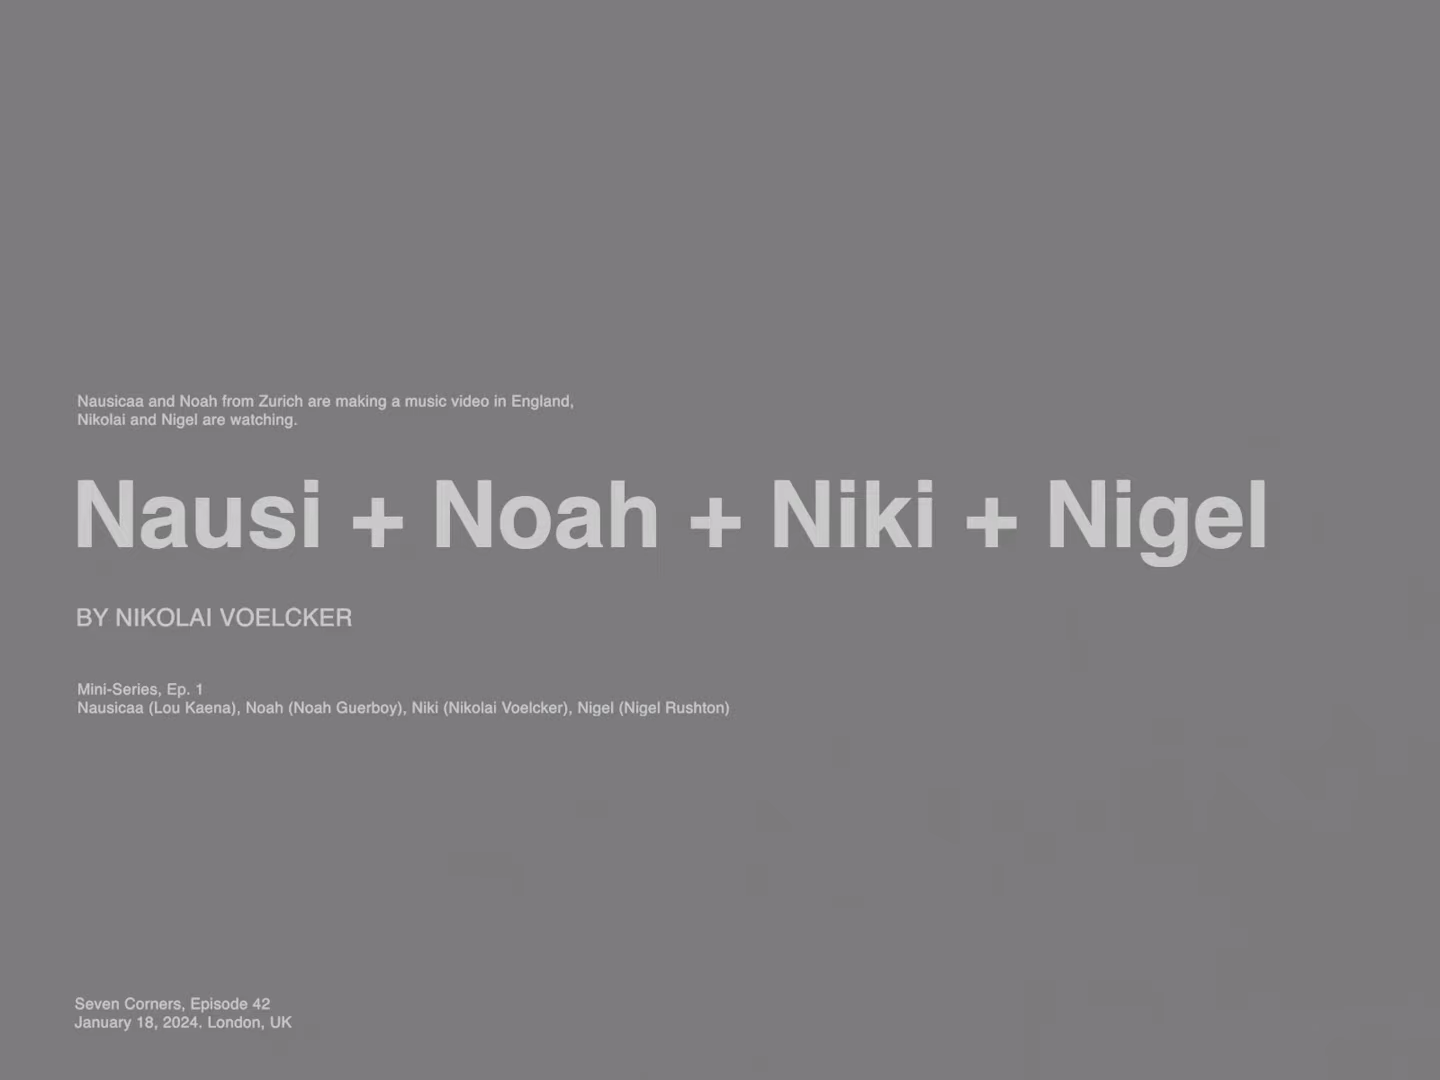 Nausicaa and Noah from Zurich are making a music video in England,
Nikolai and Nigel are watching.
Nausi + Noah + Niki + Nigel
BY NIKOLAI VOELCKER
Mini-Series, Ep. 1
Nausicaa (Lou Kaena), Noah (Noah Guerboy), Niki (Nikolai Voelcker), Nigel (Nigel Rushton)
Seven Corners, Episode 42
January 18, 2024. London, UK